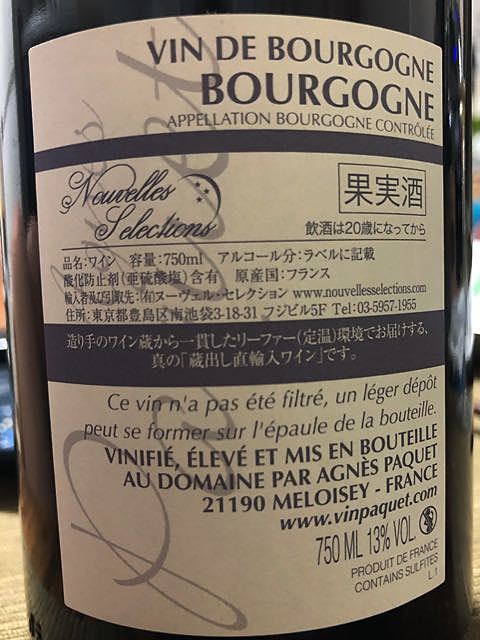 VIN DE BOURGOGNE
BOURGOGNE
APPELLATION BOURGOGNE CONTRÔLÉE
Nouvelles Selections
果実酒
飲酒は20歳になってから
品名:ワイン 容量:750ml アルコール分:ラベルに記載
酸化防止剤(亜硫酸塩)含有 原産国:フランス
輸入者及び引取先:(有)ヌーヴェル・セレクション www.nouvellesselections.com
住所:東京都豊島区南池袋3-18-31 フジビル5F Tel:03-5957-1955
造り手のワイン蔵から一貫したリーファー(定温)環境でお届けする、
真の「蔵出し直輸入ワイン」です。
Ce vin n'a pas été filtré, un léger dépôt
peut se former sur l'épaule de la bouteille.
VINIFIÉ, ÉLEVÉ ET MIS EN BOUTEILLE
AU DOMAINE PAR AGNÈS PAQUET
21190 MELOISEY - FRANCE
www.vinpaquet.com
750 ML 13% VOL.
PRODUIT DE FRANCE
CONTAINS SULFITES
L.1